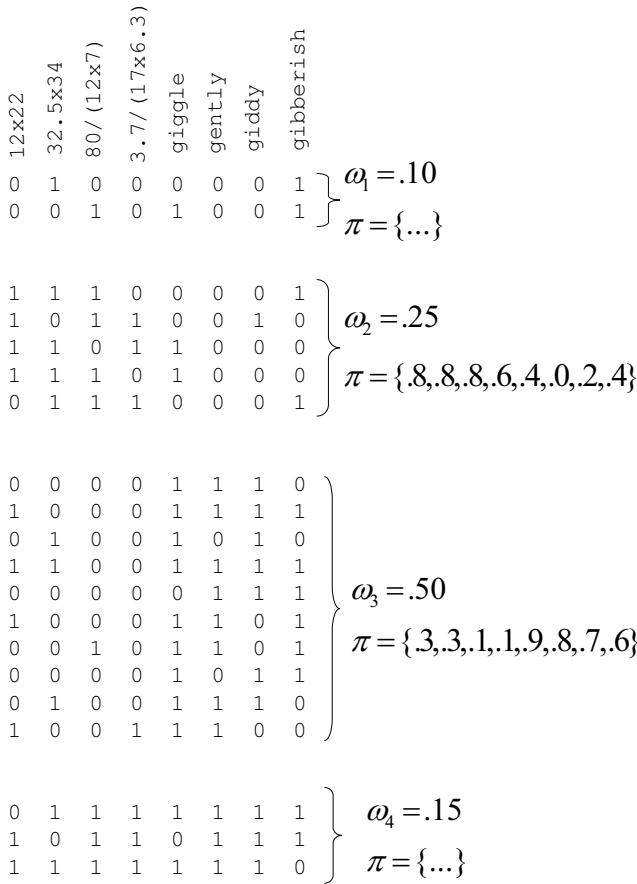 12x22 32.5x34 80/(12x7) 3.7/(17x6.3) giggle gently giddy gibberish
0 1 0 0 0 0 0 1
0 0 1 0 1 0 0 1
ω₁ = .10
π = {...}
1 1 1 0 0 0 0 1
1 0 1 1 0 0 1 0
1 1 0 1 1 0 0 0
1 1 1 0 1 0 0 0
0 1 1 1 0 0 0 1
ω₂ = .25
π = {.8,.8,.8,.6,.4,.0,.2,.4}
0 0 0 0 1 1 1 0
1 0 0 0 1 1 1 1
0 1 0 0 1 0 1 0
1 1 0 0 1 1 1 1
0 0 0 0 0 1 1 1
1 0 0 0 1 1 0 1
0 0 1 0 1 1 0 1
0 0 0 0 1 0 1 1
0 1 0 0 1 1 1 0
1 0 0 1 1 1 0 0
ω₃ = .50
π = {.3,.3,.1,.1,.9,.8,.7,.6}
0 1 1 1 1 1 1 1
1 0 1 1 0 1 1 1
1 1 1 1 1 1 1 0
ω₄ = .15
π = {...}